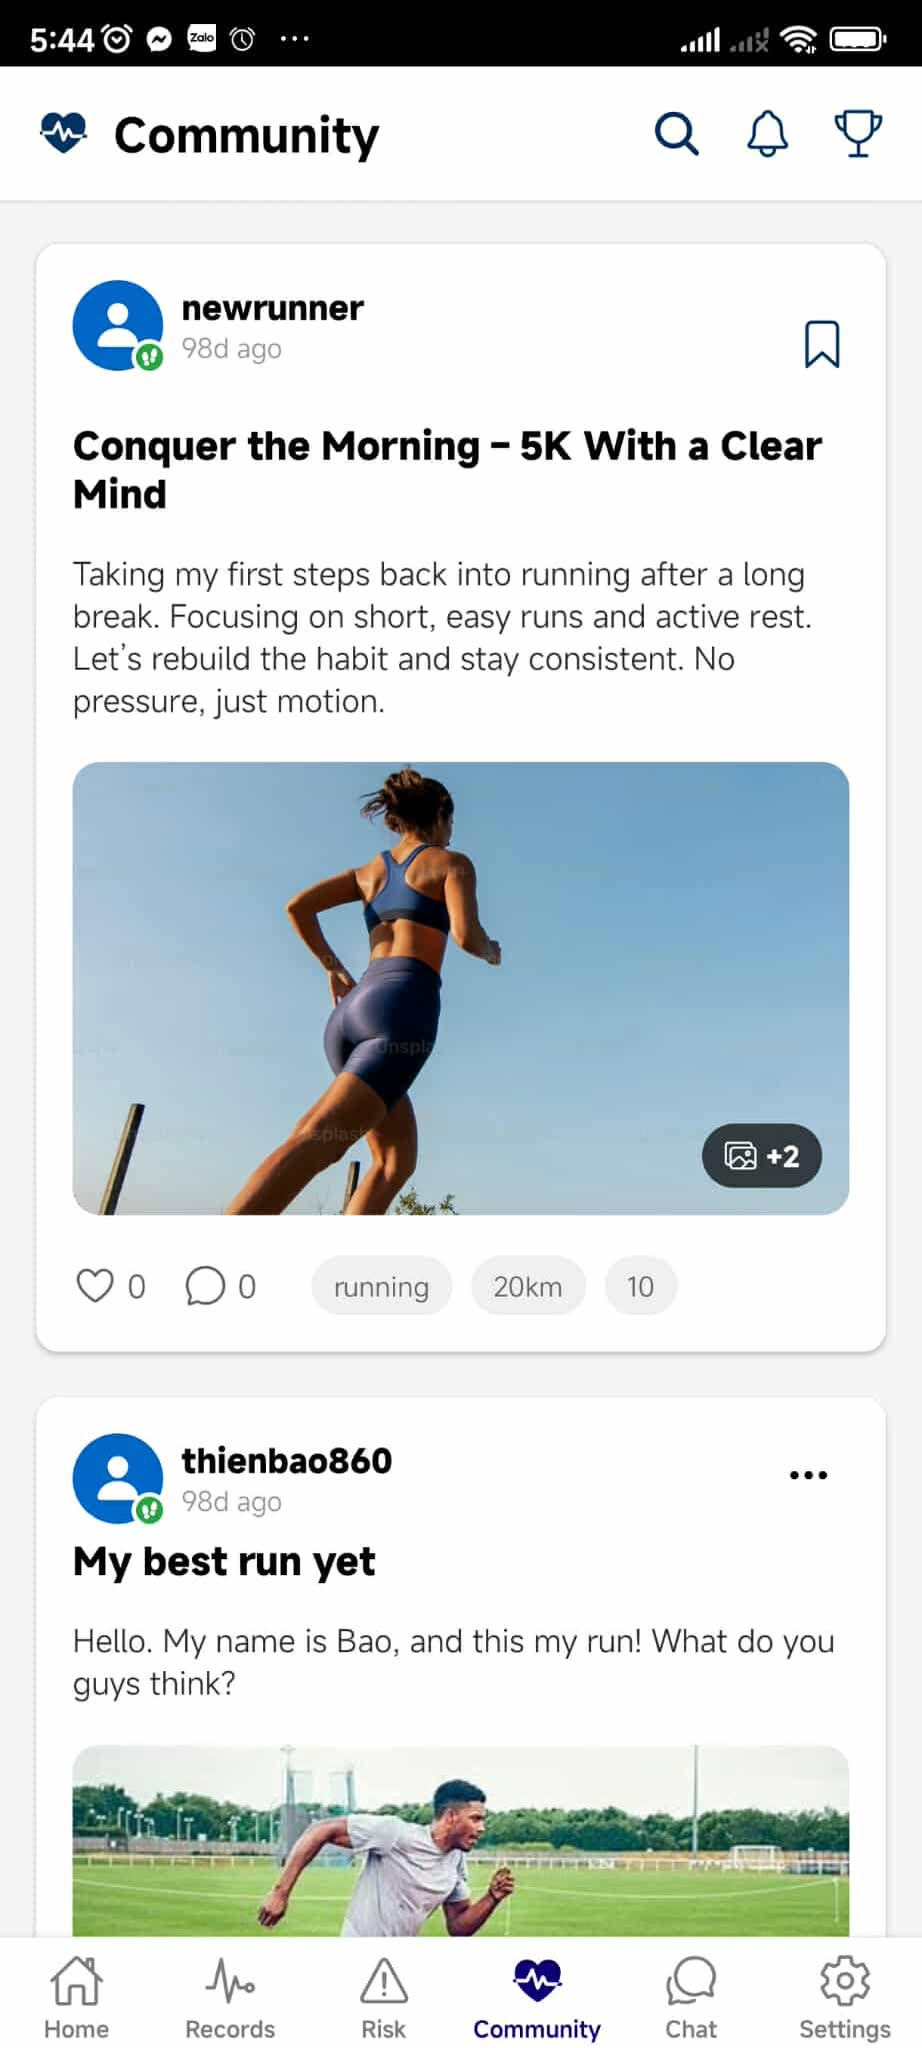 5:44
Zalo
Community
newrunner
98d ago
Conquer the Morning – 5K With a Clear
Mind
Taking my first steps back into running after a long
break. Focusing on short, easy runs and active rest.
Let's rebuild the habit and stay consistent. No
pressure, just motion.
+2
0
0
running
20km
10
thienbao860
98d ago
My best run yet
Hello. My name is Bao, and this my run! What do you
guys think?
Home
Records
Risk
Community
Chat
Settings